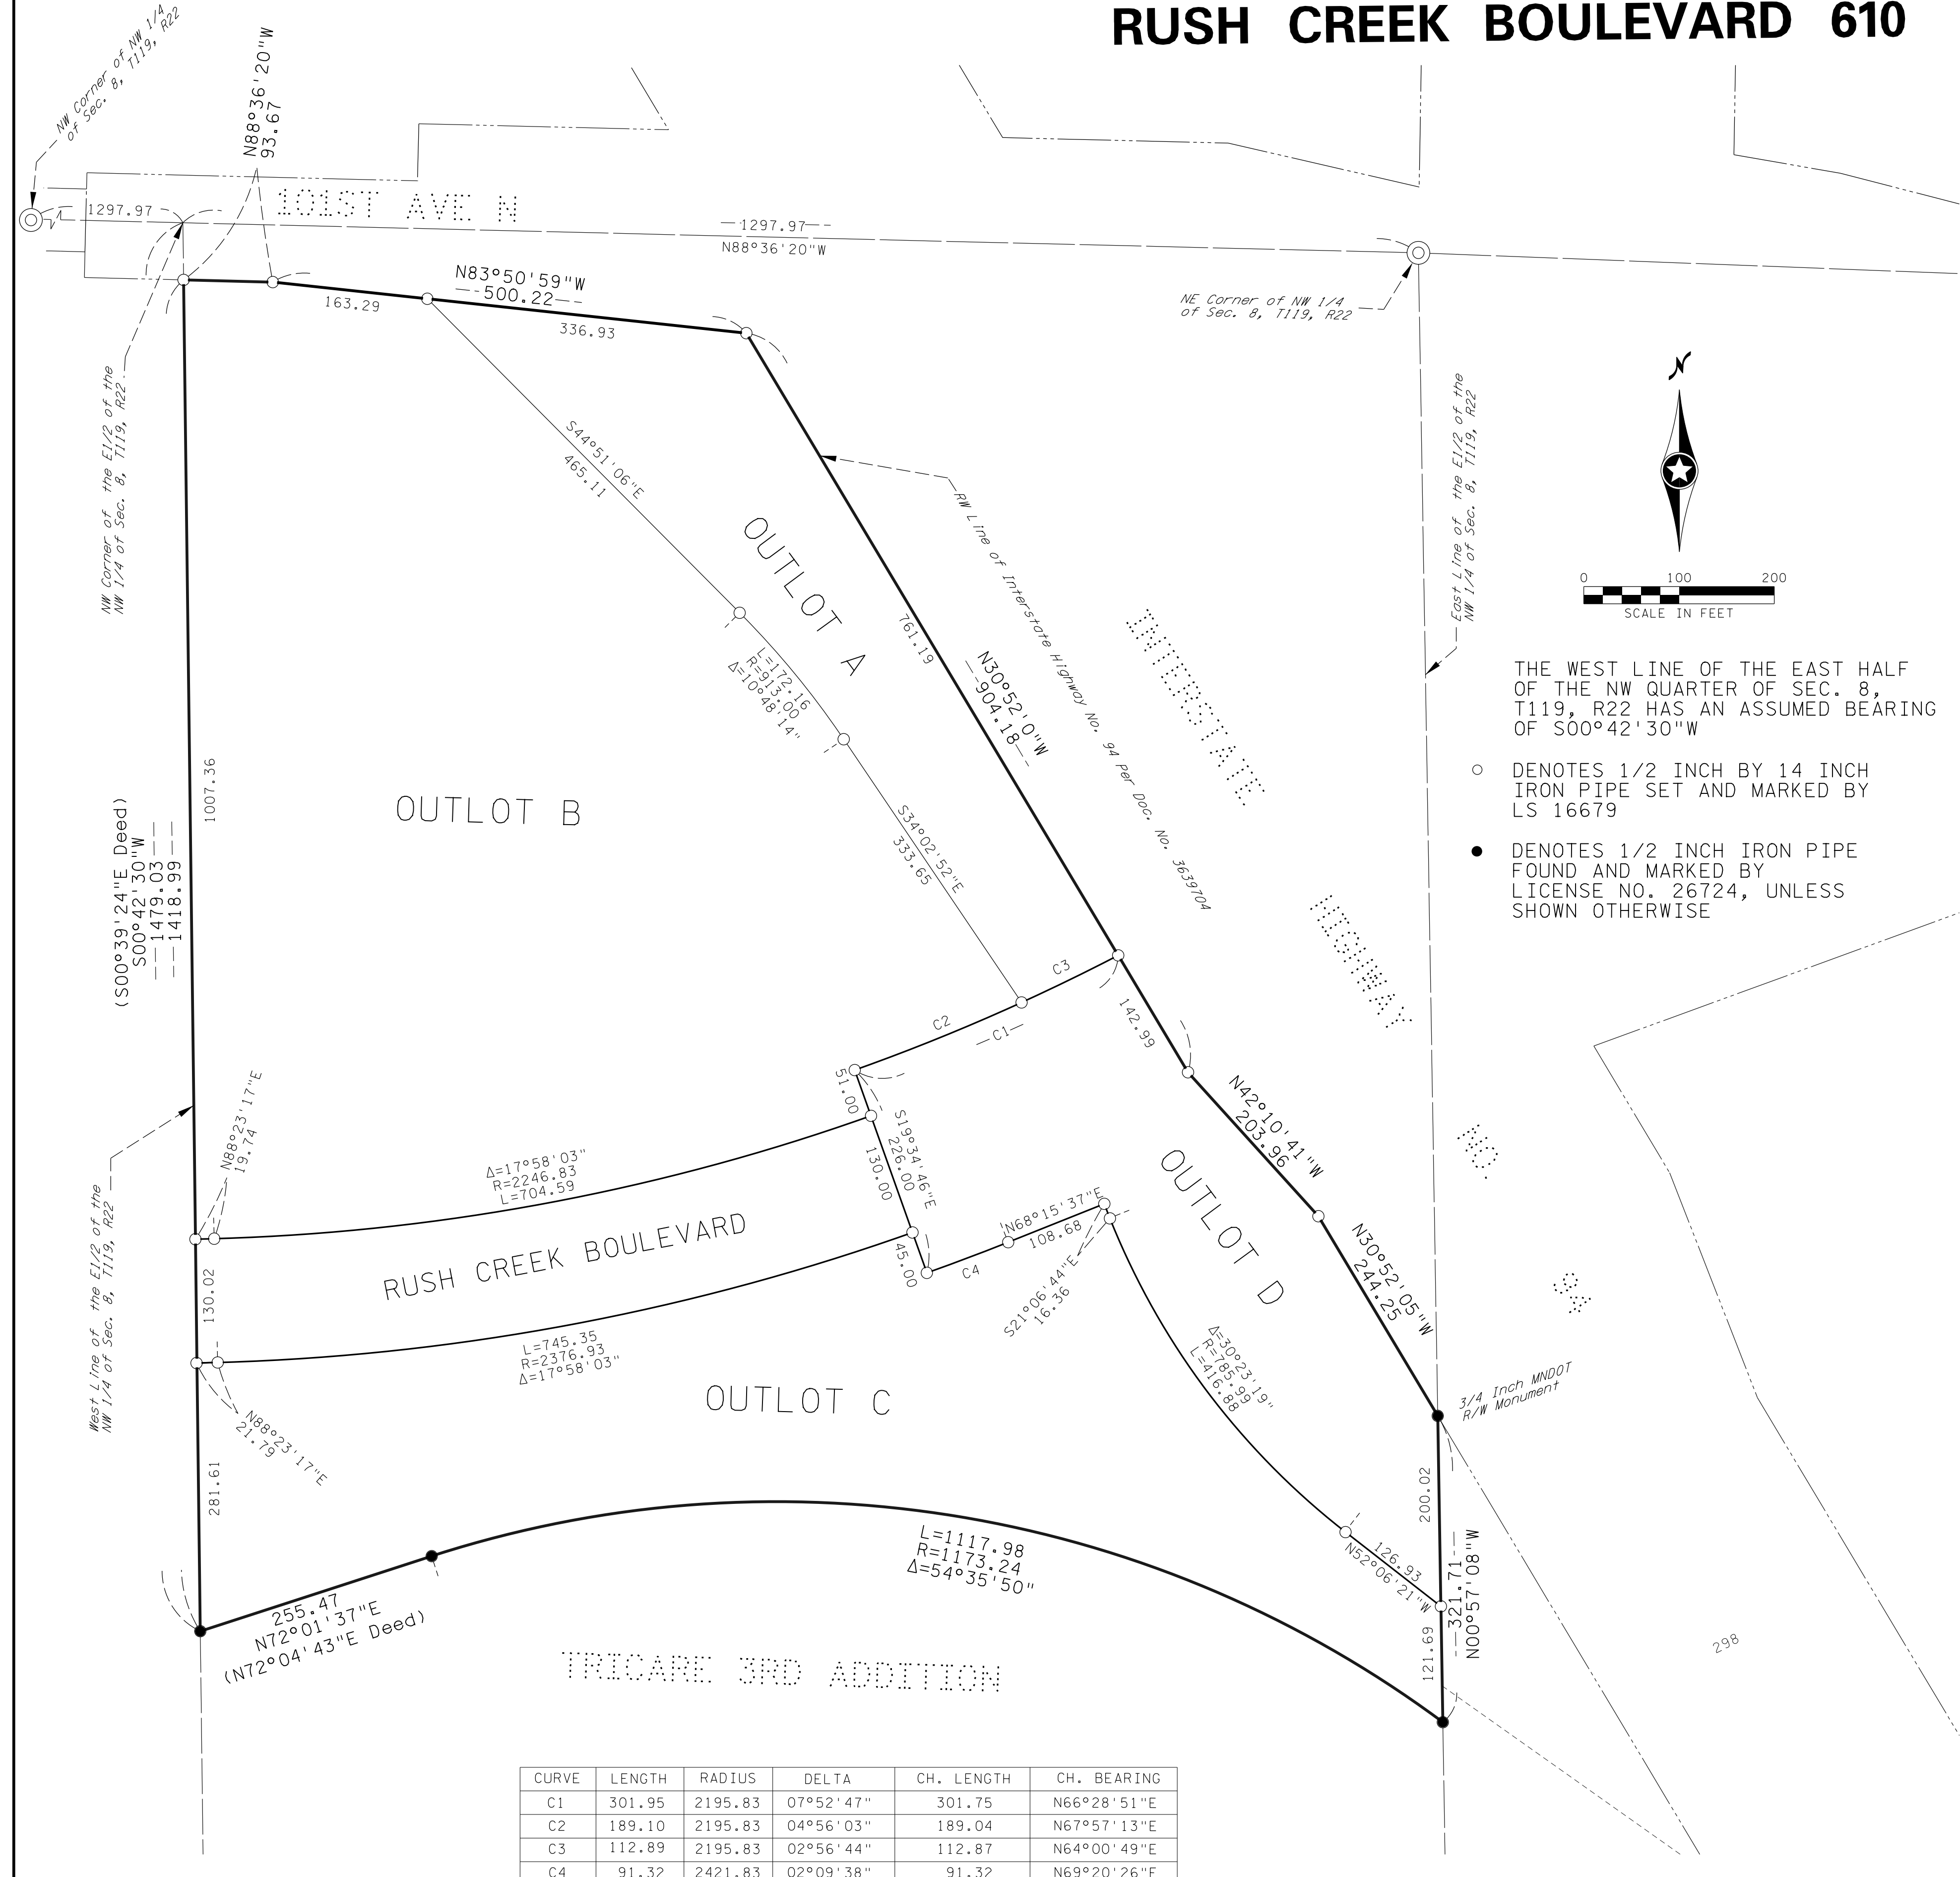 RUSH CREEK BOULEVARD 610
NW Corner of NW 1/4
of Sec. 8, T119, R22
N88°36'20"W
93.67
101ST AVE N
1297.97
1297.97
N88°36'20"W
N83°50'59"W
500.22
163.29
336.93
NE Corner of NW 1/4
of Sec. 8, T119, R22
NW Corner of the E1/2 of the
NW 1/4 of Sec. 8, T119, R22
S44°51'06"E
465.11
OUTLOT A
RW Line of Interstate Highway No. 94 Per Doc. No. 3639704
East Line of the E1/2 of the
NW 1/4 of Sec. 8, T119, R22
N
0 100 200
SCALE IN FEET
761.19
N30°52'0"W
904.18
INTERSTATE
HIGHWAY
NO.
94
L=172.16
R=913.00
Δ=10°48'14"
THE WEST LINE OF THE EAST HALF
OF THE NW QUARTER OF SEC. 8,
T119, R22 HAS AN ASSUMED BEARING
OF S00°42'30"W
DENOTES 1/2 INCH BY 14 INCH
IRON PIPE SET AND MARKED BY
LS 16679
DENOTES 1/2 INCH IRON PIPE
FOUND AND MARKED BY
LICENSE NO. 26724, UNLESS
SHOWN OTHERWISE
OUTLOT B
1007.36
(S00°39'24"E Deed)
S00°42'30"W
1479.03
1418.99
S34°02'52"E
333.65
C3
C2
C1
142.99
51.00
S19°34'46"E
226.00
130.00
45.00
N42°10'41"W
203.96
N88°23'17"E
19.74
Δ=17°58'03"
R=2246.83
L=704.59
RUSH CREEK BOULEVARD
West Line of the E1/2 of the
NW 1/4 of Sec. 8, T119, R22
130.02
N68°15'37"E
108.68
C4
S21°06'44"E
16.36
OUTLOT D
N30°52'05"W
244.25
L=745.35
R=2376.93
Δ=17°58'03"
N88°23'17"E
21.79
OUTLOT C
Δ=30°23'19"
R=785.99
L=416.88
3/4 Inch MNDOT
R/W Monument
281.61
200.02
L=1117.98
R=1173.24
Δ=54°35'50"
126.93
N52°06'21"W
321.71
N00°57'08"W
121.69
255.47
N72°01'37"E
(N72°04'43"E Deed)
TRICARE 3RD ADDITION
298
CURVE LENGTH RADIUS DELTA CH. LENGTH CH. BEARING
C1 301.95 2195.83 07°52'47" 301.75 N66°28'51"E
C2 189.10 2195.83 04°56'03" 189.04 N67°57'13"E
C3 112.89 2195.83 02°56'44" 112.87 N64°00'49"E
C4 91.32 2421.83 02°09'38" 91.32 N69°20'26"E